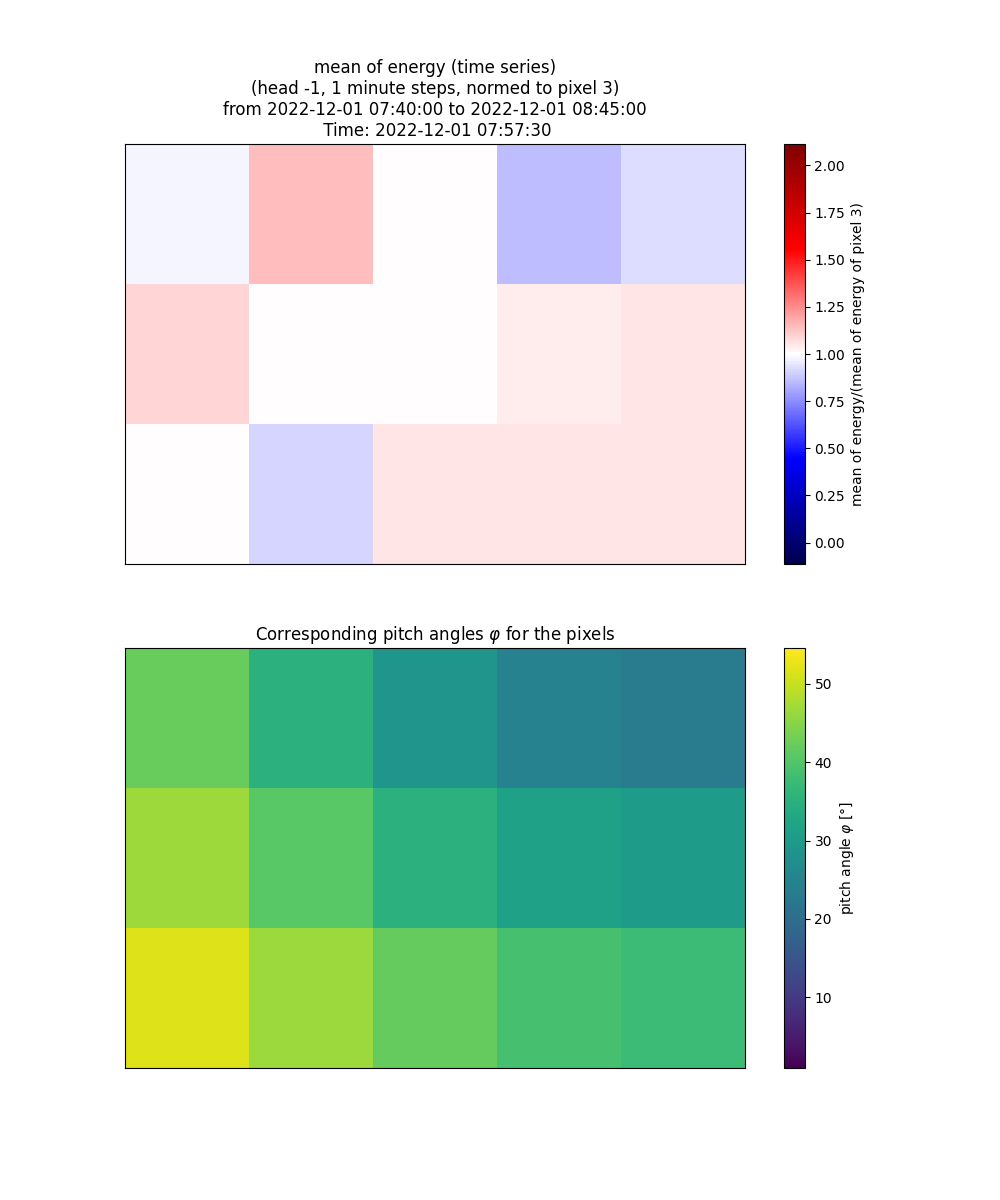 mean of energy (time series)
(head -1, 1 minute steps, normed to pixel 3)
from 2022-12-01 07:40:00 to 2022-12-01 08:45:00
Time: 2022-12-01 07:57:30
2.00
1.75
1.50
1.25
1.00
0.75
0.50
0.25
0.00
mean of energy/(mean of energy of pixel 3)
Corresponding pitch angles φ for the pixels
50
40
30
20
10
pitch angle φ [°]